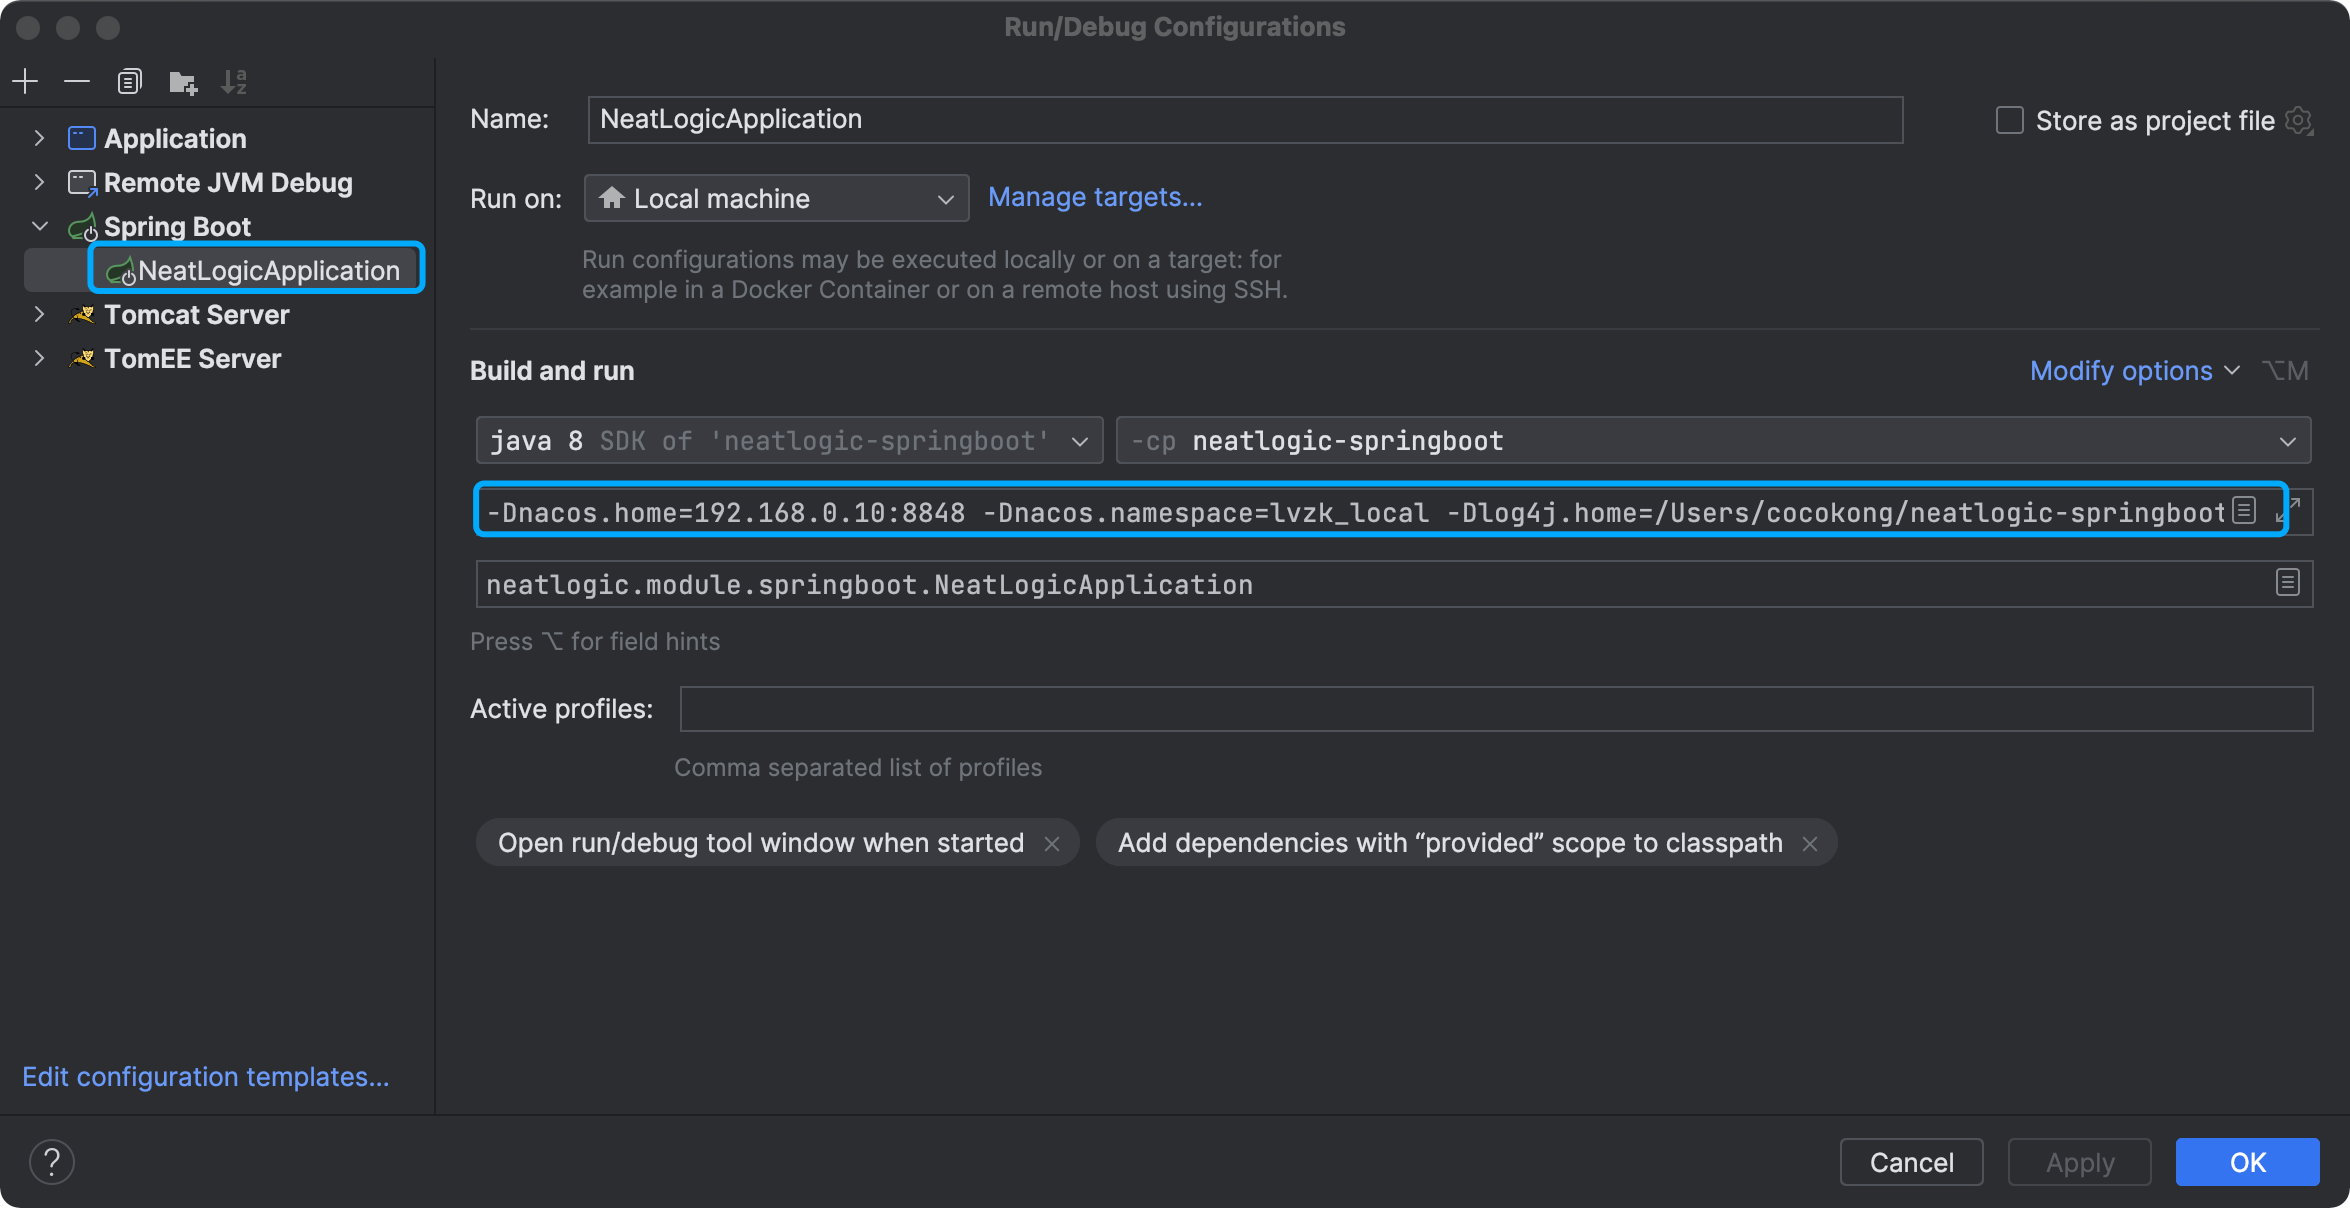 Run/Debug Configurations
Application
Remote JVM Debug
Spring Boot
NeatLogicApplication
Tomcat Server
TomEE Server
Edit configuration templates...
Name: NeatLogicApplication
Store as project file
Run on: Local machine Manage targets...
Run configurations may be executed locally or on a target: for
example in a Docker Container or on a remote host using SSH.
Build and run
Modify options ⌥M
java 8 SDK of 'neatlogic-springboot' -cp neatlogic-springboot
-Dnacos.home=192.168.0.10:8848 -Dnacos.namespace=lvzk_local -Dlog4j.home=/Users/cocokong/neatlogic-springboot
neatlogic.module.springboot.NeatLogicApplication
Press ⌥ for field hints
Active profiles:
Comma separated list of profiles
Open run/debug tool window when started × Add dependencies with “provided” scope to classpath ×
? Cancel Apply OK